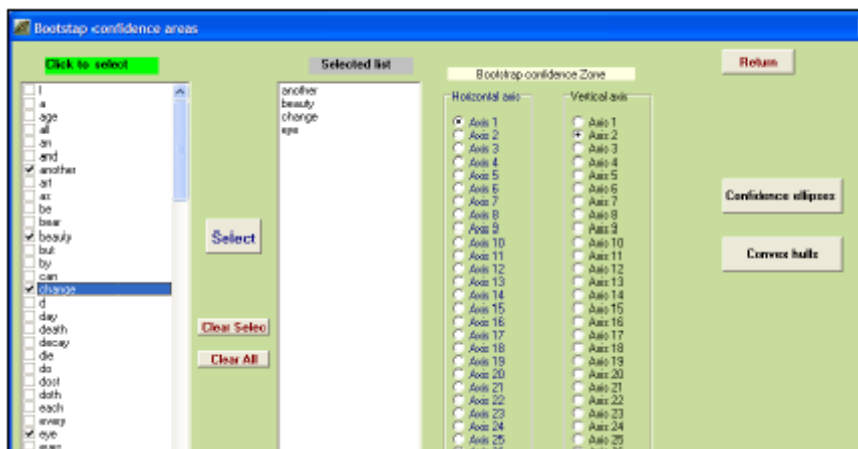 Bootstap -confidence areas
Click to select
I
a
age
all
an
and
another
art
as
be
bear
beauty
but
by
can
change
d
day
death
decay
die
do
dost
doth
each
every
eye
Select
Clear Selec
Clear All
Selected list
another
beauty
change
eye
Bootstrap confidence Zone
Horizontal axis
Axis 1
Axis 2
Axis 3
Axis 4
Axis 5
Axis 6
Axis 7
Axis 8
Axis 9
Axis 10
Axis 11
Axis 12
Axis 13
Axis 14
Axis 15
Axis 16
Axis 17
Axis 18
Axis 19
Axis 20
Axis 21
Axis 22
Axis 23
Axis 24
Axis 25
Vertical axis
Axis 1
Axis 2
Axis 3
Axis 4
Axis 5
Axis 6
Axis 7
Axis 8
Axis 9
Axis 10
Axis 11
Axis 12
Axis 13
Axis 14
Axis 15
Axis 16
Axis 17
Axis 18
Axis 19
Axis 20
Axis 21
Axis 22
Axis 23
Axis 24
Axis 25
Return
Confidence ellipses
Convex hulls